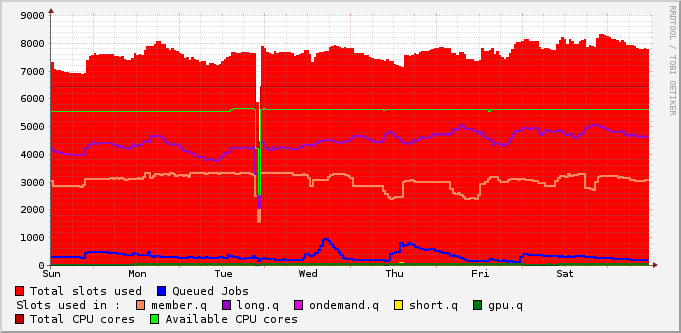 RRDTOOL / TOBI OETIKER
9000
8000
7000
6000
5000
4000
3000
2000
1000
0
Sun Mon Tue Wed Thu Fri Sat
Total slots used Queued Jobs
Slots used in : member.q long.q ondemand.q short.q gpu.q
Total CPU cores Available CPU cores